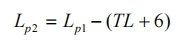 L_{p2} = L_{p1} − (TL + 6)